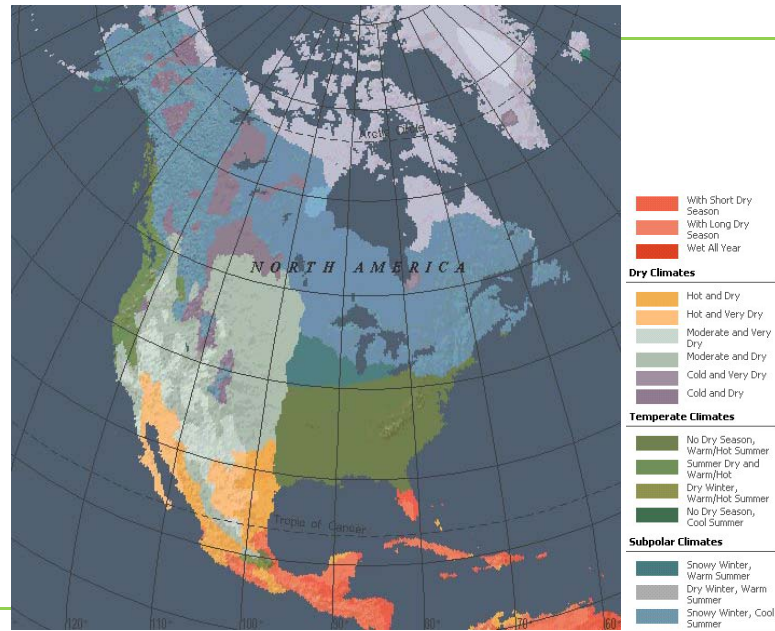 Arctic Circle
NORTH AMERICA
Tropic of Cancer
120°
110°
100°
90°
80°
70°
60°
With Short Dry
Season
With Long Dry
Season
Wet All Year
Dry Climates
Hot and Dry
Hot and Very Dry
Moderate and Very
Dry
Moderate and Dry
Cold and Very Dry
Cold and Dry
Temperate Climates
No Dry Season,
Warm/Hot Summer
Summer Dry and
Warm/Hot
Dry Winter,
Warm/Hot Summer
No Dry Season,
Cool Summer
Subpolar Climates
Snowy Winter,
Warm Summer
Dry Winter, Warm
Summer
Snowy Winter, Cool
Summer